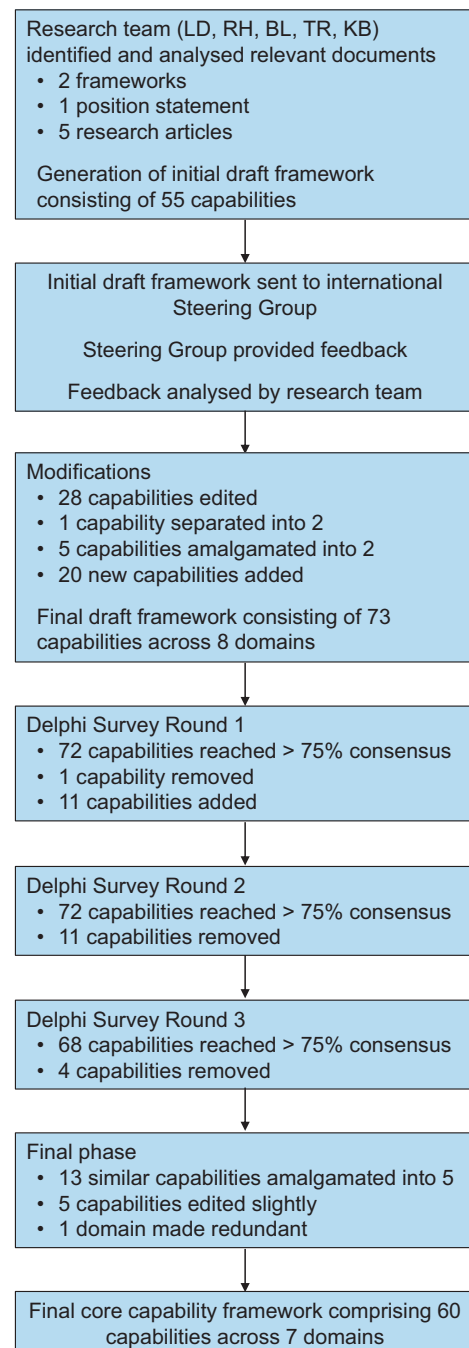 Research team (LD, RH, BL, TR, KB)
identified and analysed relevant documents
• 2 frameworks
• 1 position statement
• 5 research articles
Generation of initial draft framework
consisting of 55 capabilities
Initial draft framework sent to international
Steering Group
Steering Group provided feedback
Feedback analysed by research team
Modifications
• 28 capabilities edited
• 1 capability separated into 2
• 5 capabilities amalgamated into 2
• 20 new capabilities added
Final draft framework consisting of 73
capabilities across 8 domains
Delphi Survey Round 1
• 72 capabilities reached > 75% consensus
• 1 capability removed
• 11 capabilities added
Delphi Survey Round 2
• 72 capabilities reached > 75% consensus
• 11 capabilities removed
Delphi Survey Round 3
• 68 capabilities reached > 75% consensus
• 4 capabilities removed
Final phase
• 13 similar capabilities amalgamated into 5
• 5 capabilities edited slightly
• 1 domain made redundant
Final core capability framework comprising 60
capabilities across 7 domains